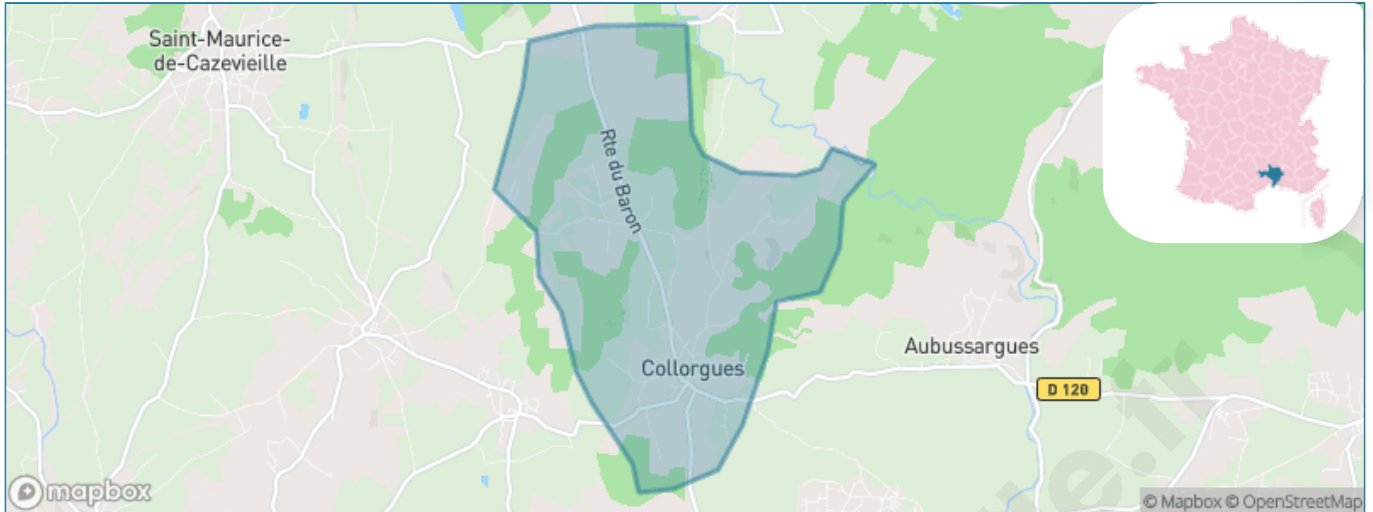 Saint-Maurice-
de-Cazevieille
Rte du Baron
Collorgues
Aubussargues
D 120
mapbox
© Mapbox © OpenStreetMap